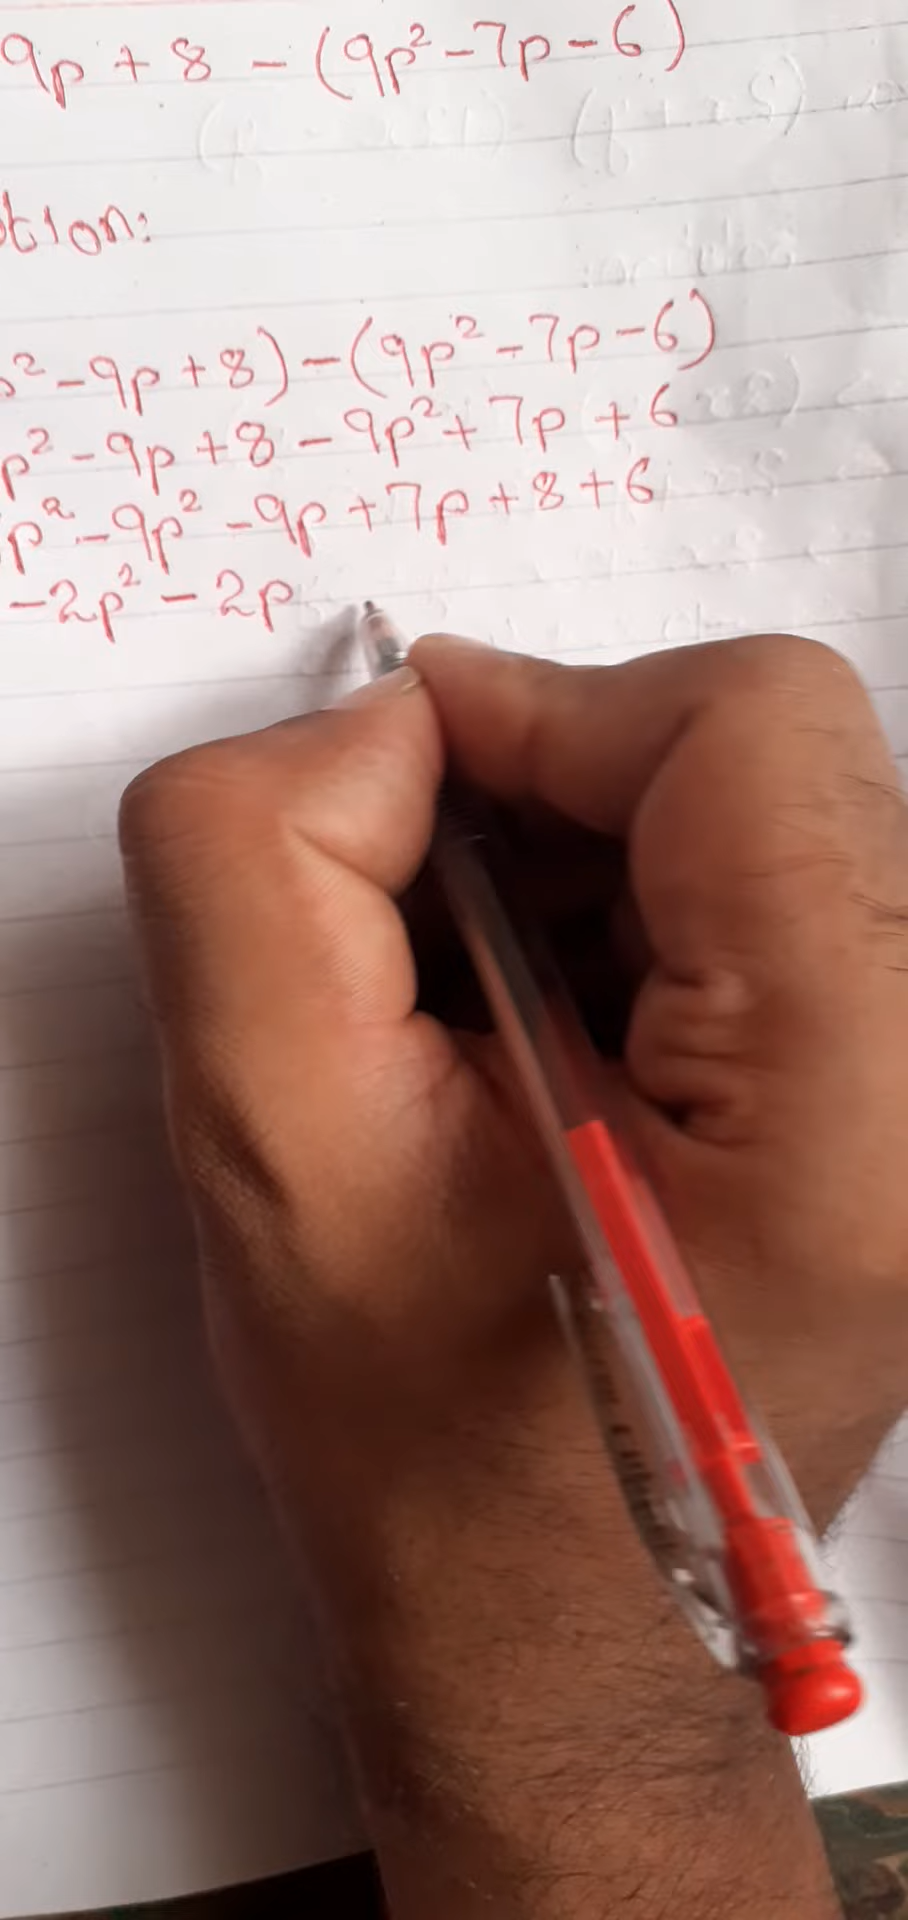 9p + 8 - (9p² - 7p - 6)
tion:
p² - 9p + 8) - (9p² - 7p - 6)
p² - 9p + 8 - 9p² + 7p + 6
p² - 9p² - 9p + 7p + 8 + 6
-2p² - 2p